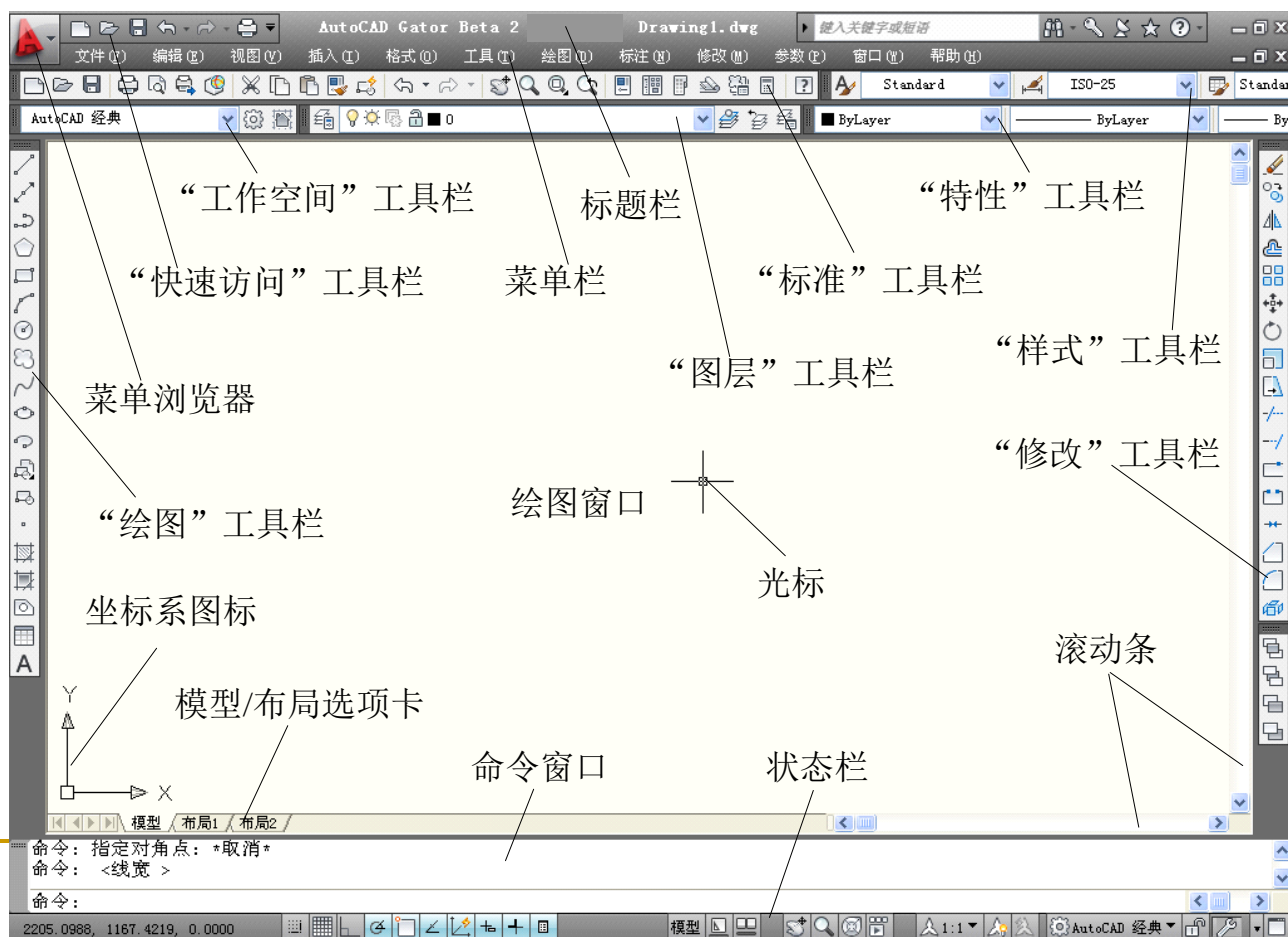 AutoCAD Gator Beta 2 Drawing1.dwg 键入关键字或短语
文件(F) 编辑(E) 视图(V) 插入(I) 格式(O) 工具(T) 绘图(D) 标注(N) 修改(M) 参数(P) 窗口(W) 帮助(H)
Standard ISO-25 Standar
AutoCAD 经典 0 ByLayer ByLayer By
“工作空间”工具栏 标题栏 “特性”工具栏
“快速访问”工具栏 菜单栏 “标准”工具栏
“样式”工具栏
“图层”工具栏
菜单浏览器
“修改”工具栏
绘图窗口
“绘图”工具栏
光标
坐标系图标
滚动条
模型/布局选项卡
Y
命令窗口 状态栏
X
模型 布局1 布局2
命令: 指定对角点: *取消*
命令: <线宽 >
命令:
2205.0988, 1167.4219, 0.0000 模型 1:1 AutoCAD 经典
A